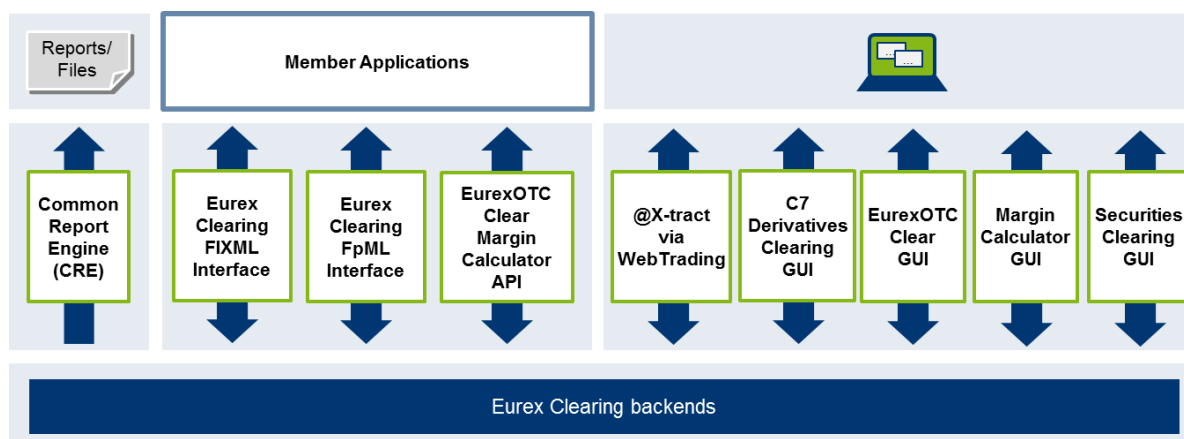 Reports/
Files
Member Applications
...
...
Common
Report
Engine
(CRE)
Eurex
Clearing
FIXML
Interface
Eurex
Clearing
FpML
Interface
EurexOTC
Clear
Margin
Calculator
API
@X-tract
via
WebTrading
C7
Derivatives
Clearing
GUI
EurexOTC
Clear
GUI
Margin
Calculator
GUI
Securities
Clearing
GUI
Eurex Clearing backends